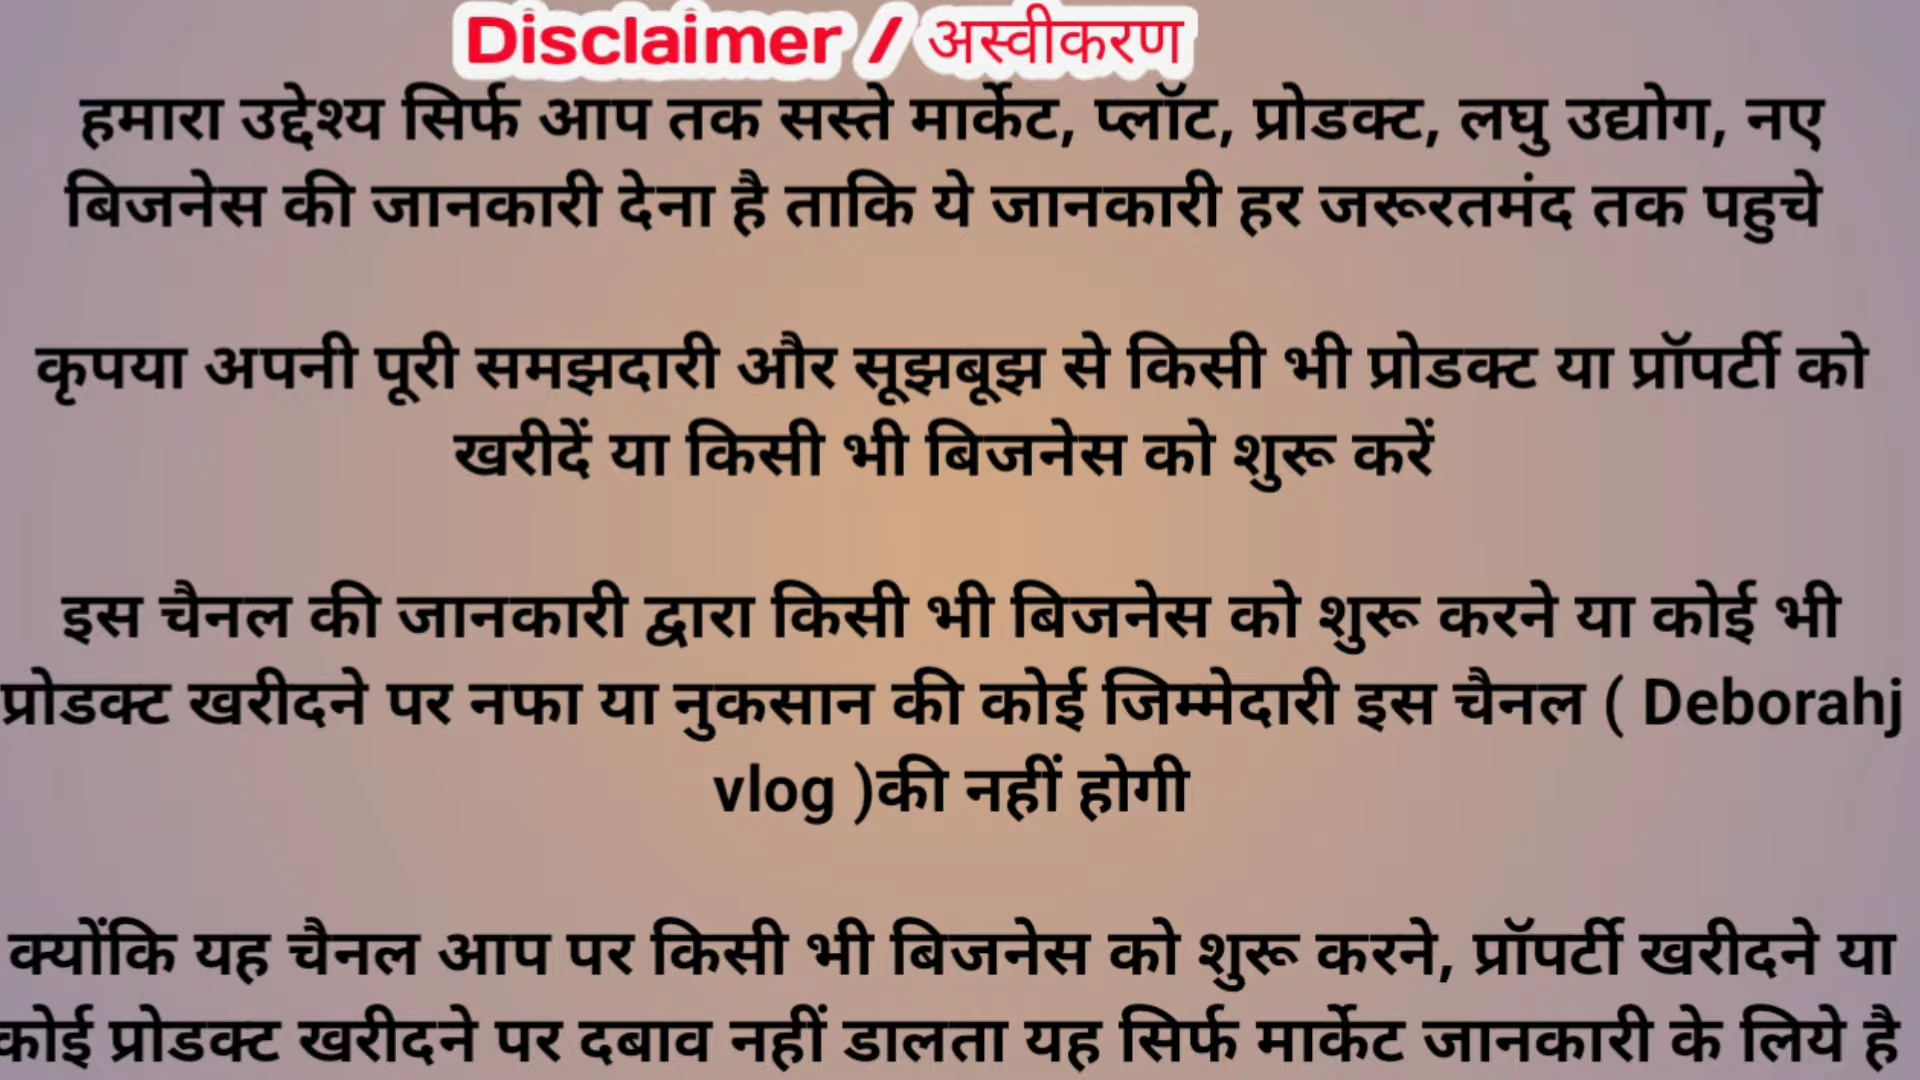 Disclaimer / अस्वीकरण
हमारा उद्देश्य सिर्फ आप तक सस्ते मार्केट, प्लॉट, प्रोडक्ट, लघु उद्योग, नए
बिजनेस की जानकारी देना है ताकि ये जानकारी हर जरूरतमंद तक पहुचे
कृपया अपनी पूरी समझदारी और सूझबूझ से किसी भी प्रोडक्ट या प्रॉपर्टी को
खरीदें या किसी भी बिजनेस को शुरू करें
इस चैनल की जानकारी द्वारा किसी भी बिजनेस को शुरू करने या कोई भी
प्रोडक्ट खरीदने पर नफा या नुकसान की कोई जिम्मेदारी इस चैनल ( Deborahj
vlog )की नहीं होगी
क्योंकि यह चैनल आप पर किसी भी बिजनेस को शुरू करने, प्रॉपर्टी खरीदने या
कोई प्रोडक्ट खरीदने पर दबाव नहीं डालता यह सिर्फ मार्केट जानकारी के लिये है